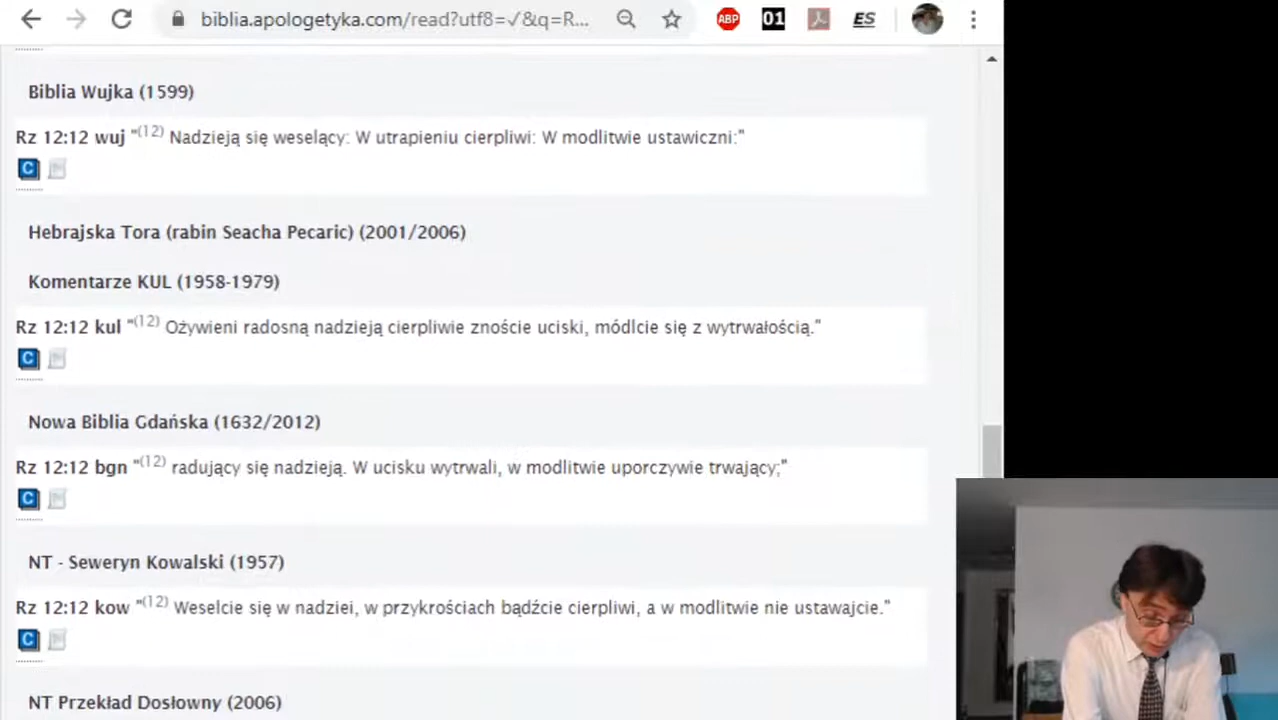 biblia.apologetyka.com/read?utf8=✓&q=R...
ABP
01
ES
Biblia Wujka (1599)
Rz 12:12 wuj "(12) Nadzieją się weselący: W utrapieniu cierpliwi: W modlitwie ustawiczni:"
C
Hebrajska Tora (rabin Seacha Pecaric) (2001/2006)
Komentarze KUL (1958-1979)
Rz 12:12 kul "(12) Ożywieni radosną nadzieją cierpliwie znoście uciski, módlcie się z wytrwałością."
C
Nowa Biblia Gdańska (1632/2012)
Rz 12:12 bgn "(12) radujący się nadzieją. W ucisku wytrwali, w modlitwie uporczywie trwający;"
C
NT - Seweryn Kowalski (1957)
Rz 12:12 kow "(12) Weselcie się w nadziei, w przykrościach bądźcie cierpliwi, a w modlitwie nie ustawajcie."
C
NT Przekład Dosłowny (2006)